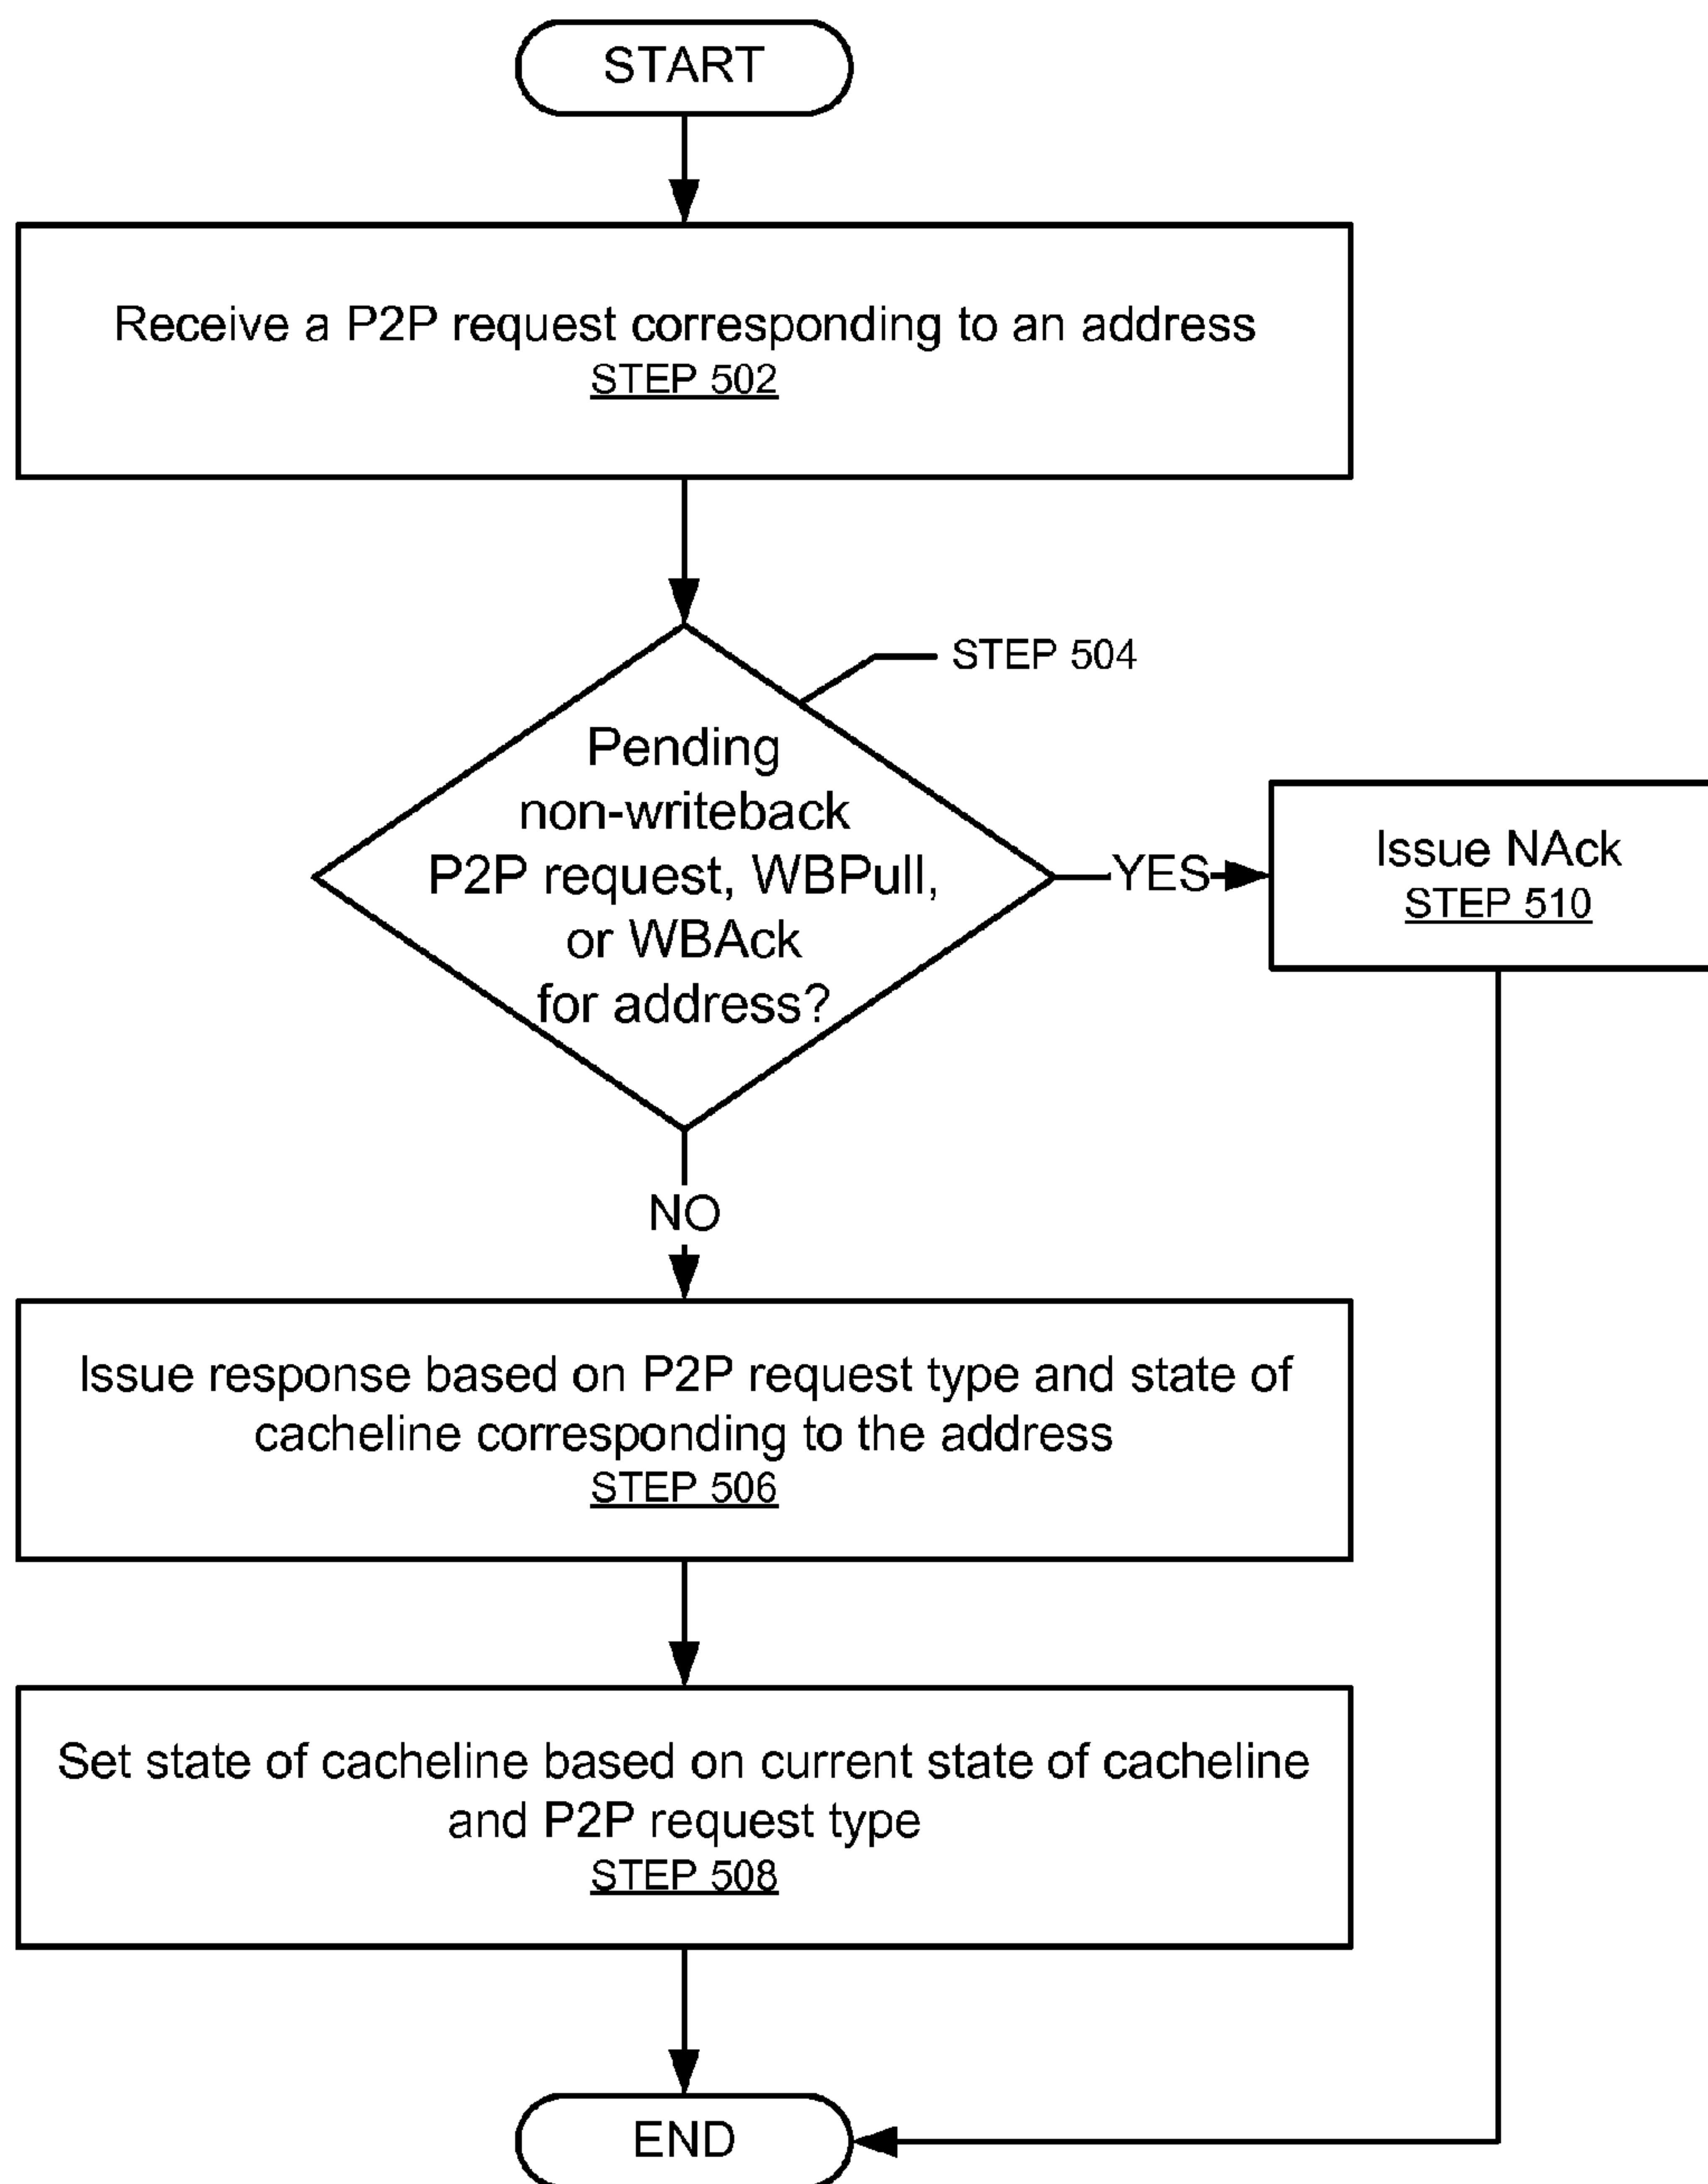 START
Receive a P2P request corresponding to an address
STEP 502
STEP 504
Pending
non-writeback
P2P request, WBPull,
or WBAck
for address?
YES
Issue NAck
STEP 510
NO
Issue response based on P2P request type and state of
cacheline corresponding to the address
STEP 506
Set state of cacheline based on current state of cacheline
and P2P request type
STEP 508
END